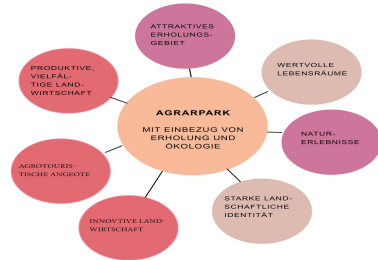 ATTRAKTIVES
ERHOLUNGS-
GEBIET
WERTVOLLE
LEBENSRÄUME
PRODUKTIVE,
VIELFÄL-
TIGE LAND-
WIRTSCHAFT
AGRARPARK
MIT EINBEZUG VON
ERHOLUNG UND
ÖKOLOGIE
NATUR-
ERLEBNISSE
AGROTOURIS-
TISCHE ANGEOTE
STARKE LAND-
SCHAFTLICHE
IDENTITÄT
INNOVTIVE LAND-
WIRTSCHAFT